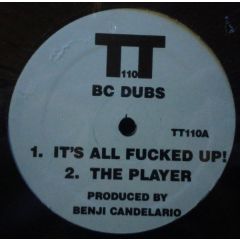 TT
110
BC DUBS
TT110A
1. IT'S ALL FUCKED UP!
2. THE PLAYER
PRODUCED BY
BENJI CANDELARIO